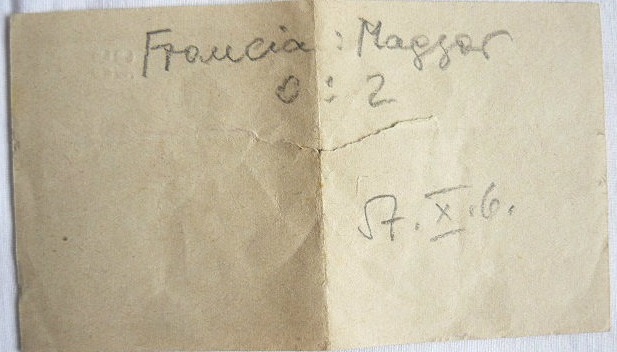 Francia : Magyar
0 : 2
57. X. 6.